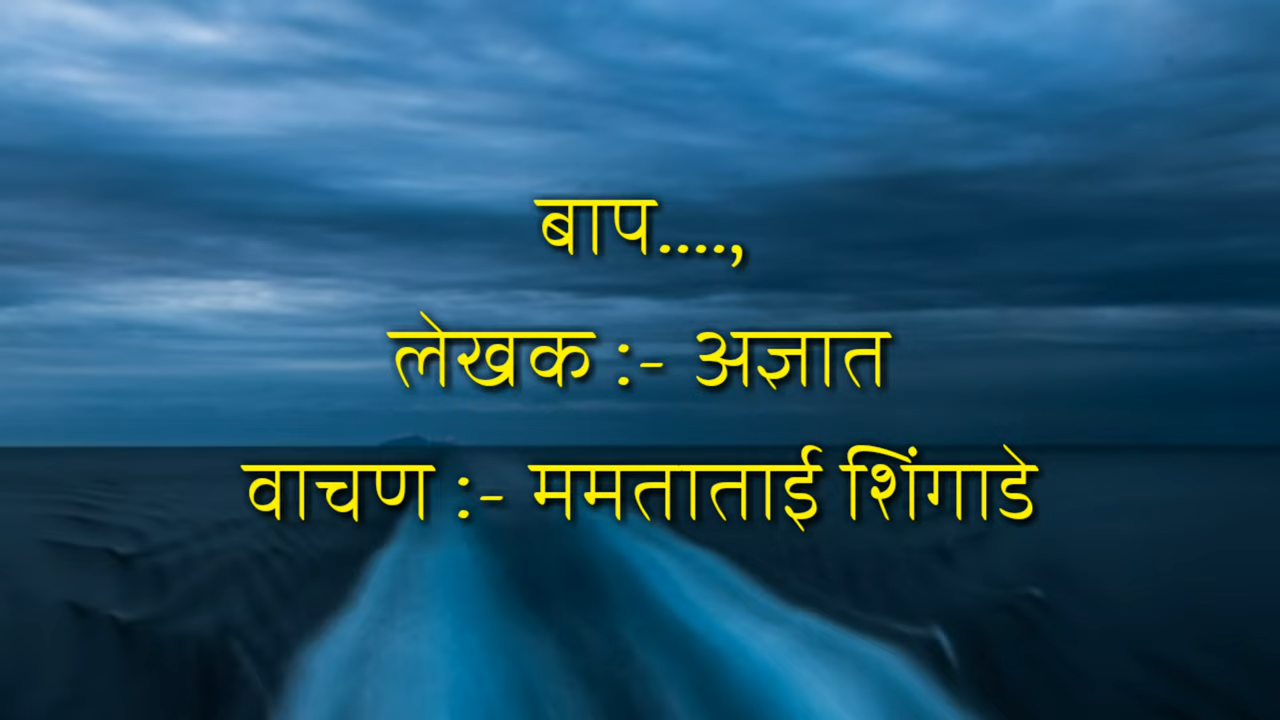 बाप....,
लेखक :- अज्ञात
वाचण :- ममताताई शिंगाडे